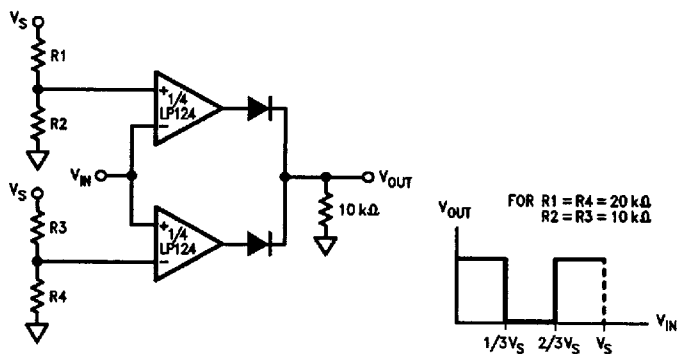 VS
R1
R2
+
1/4
LP124
−
VIN
VS
R3
R4
+
1/4
LP124
−
VOUT
10 kΩ
FOR R1 = R4 = 20 kΩ
R2 = R3 = 10 kΩ
VOUT
VIN
1/3VS
2/3VS
VS